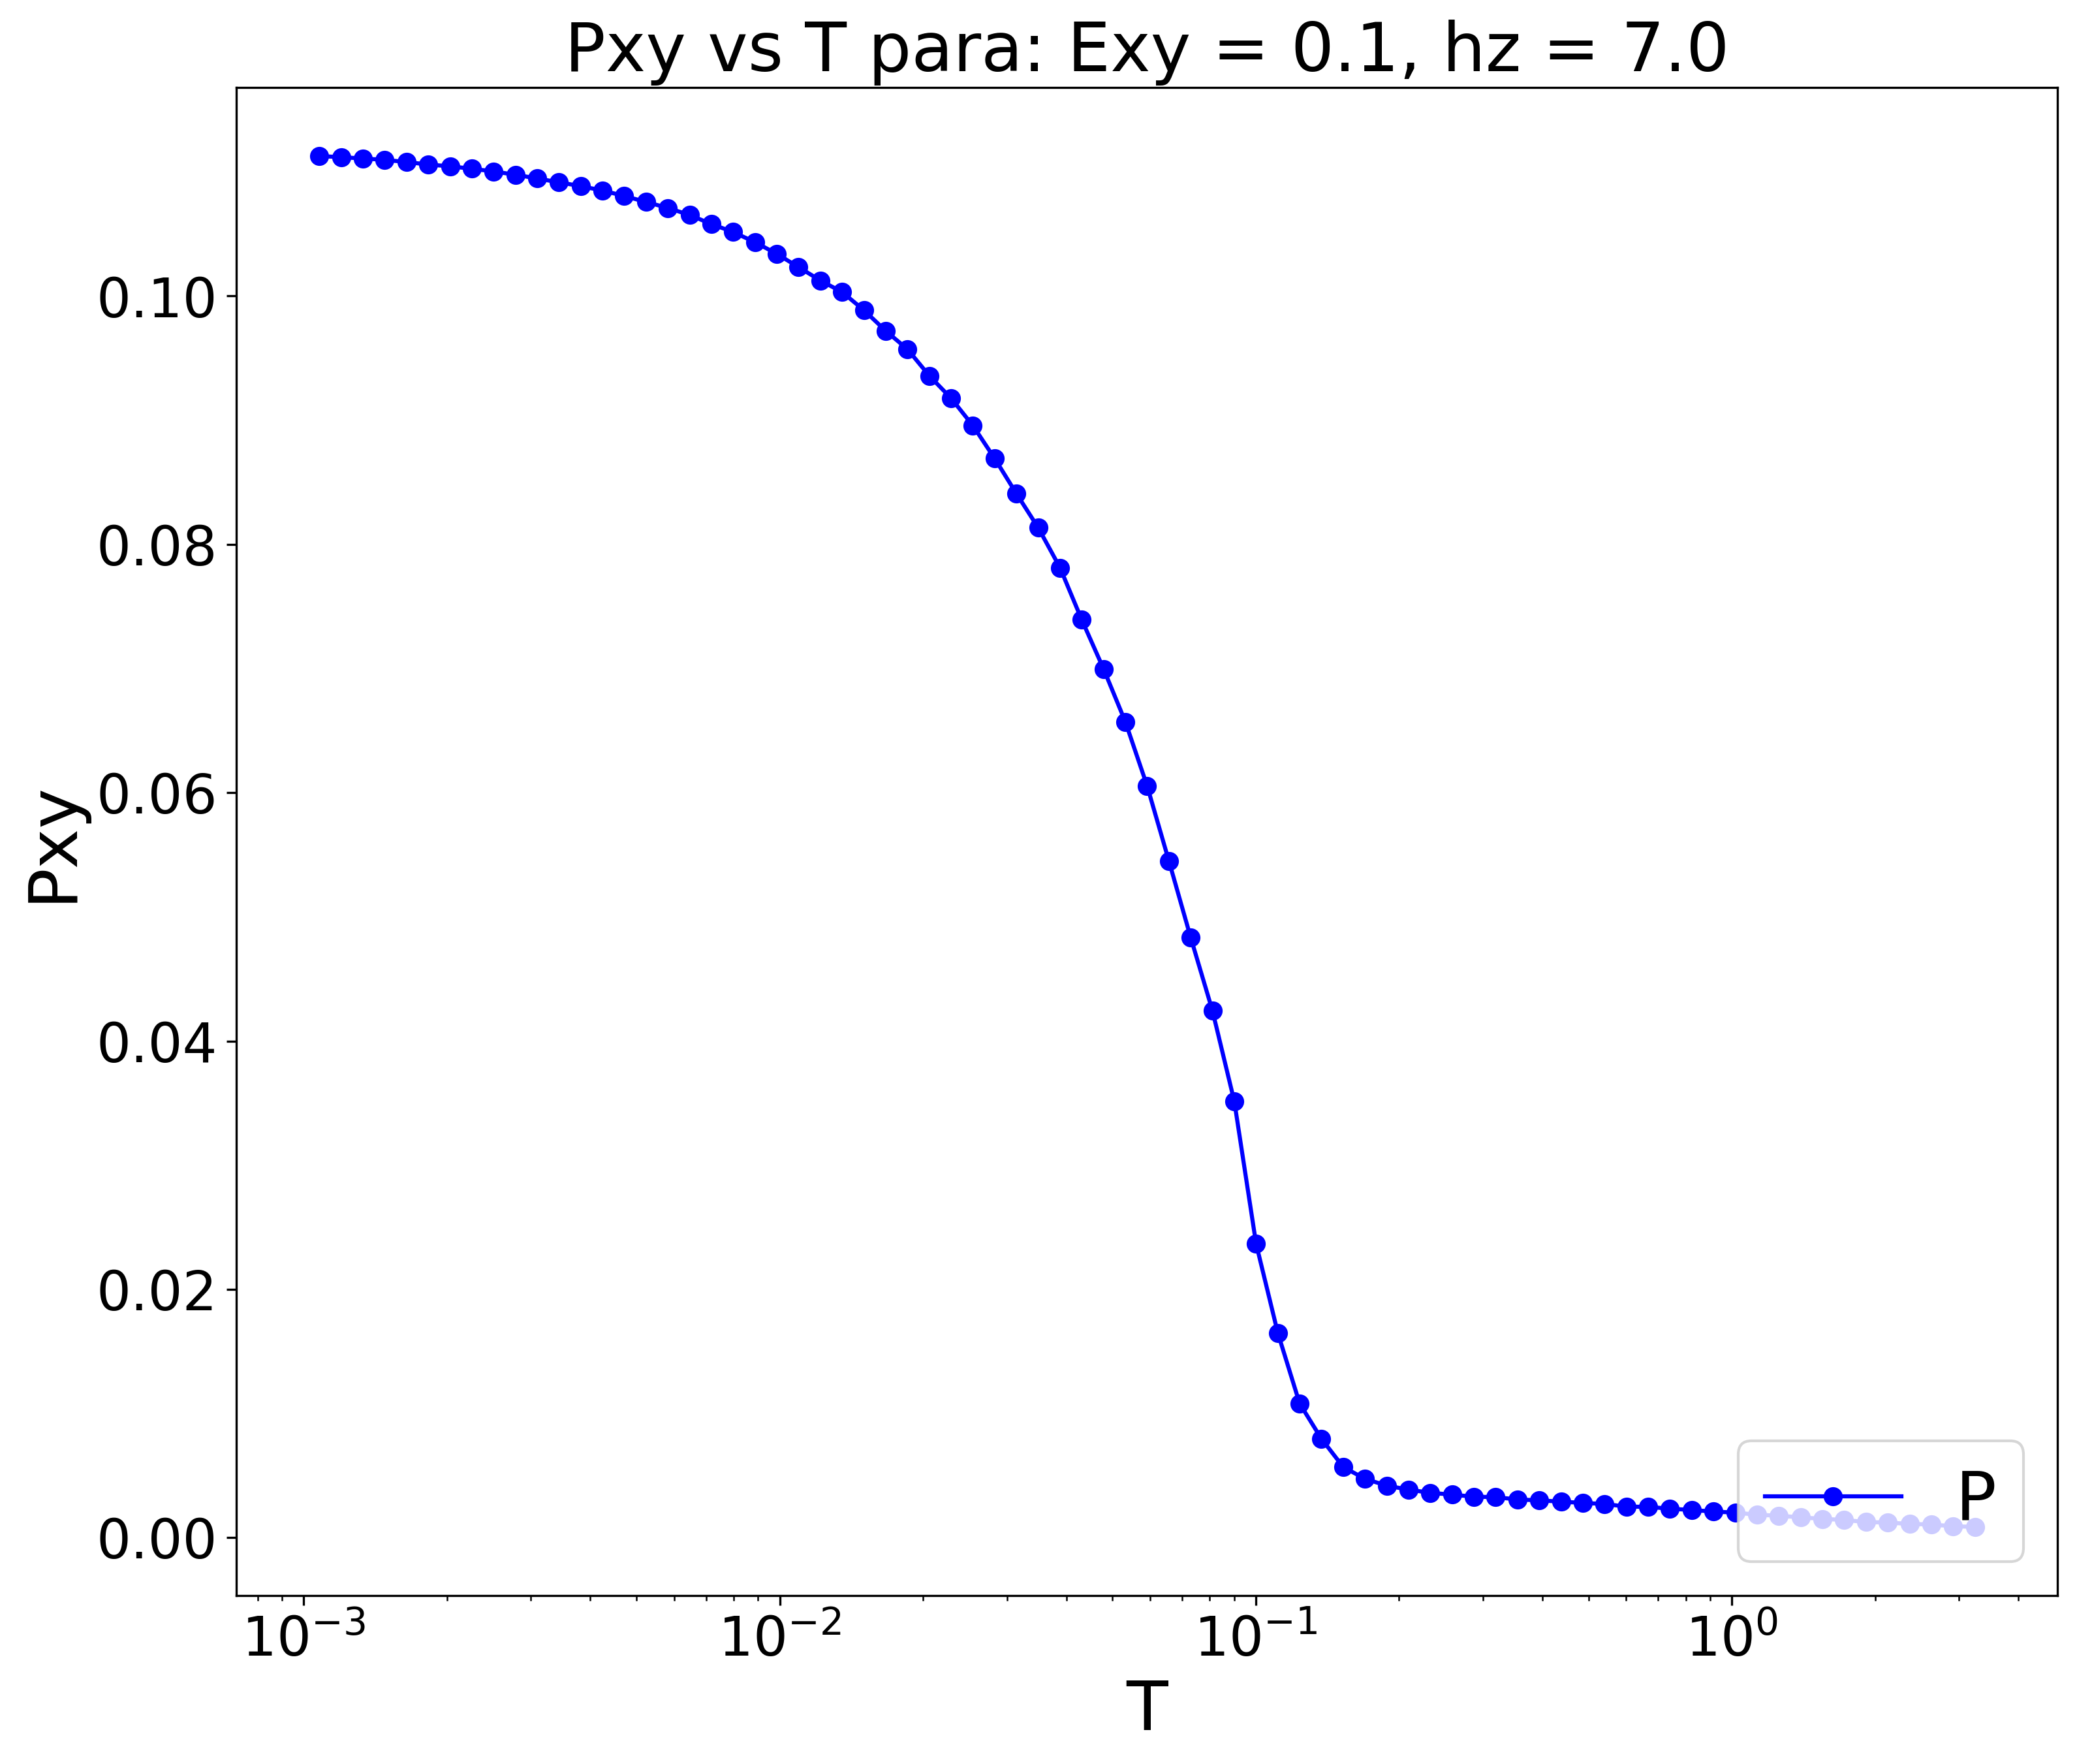 Pxy vs T para: Exy = 0.1, hz = 7.0
Pxy
0.10
0.08
0.06
0.04
0.02
0.00
P
10⁻³ 10⁻² 10⁻¹ 10⁰
T